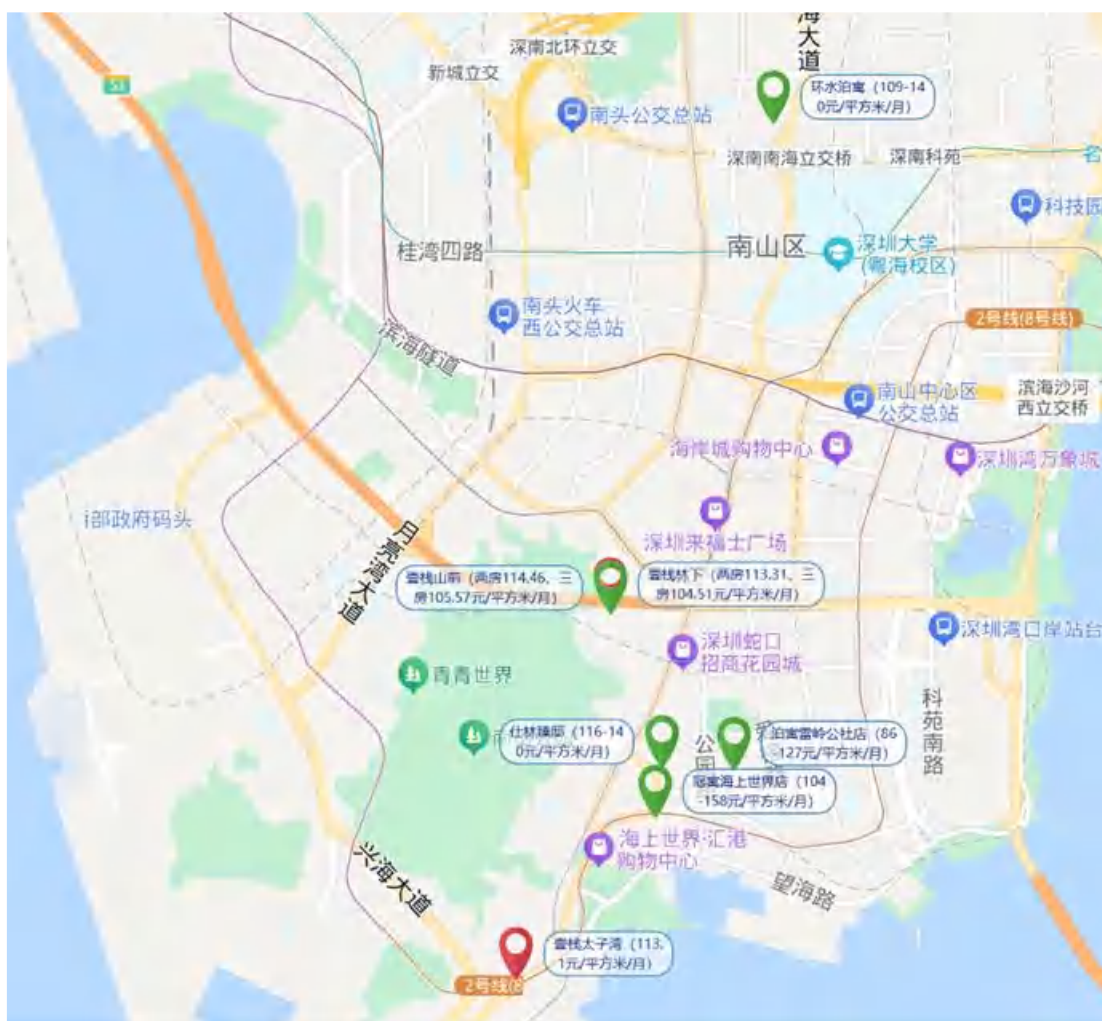 海大道
深南北环立交
新城立交
S3
环水泊寓（109-14
0元/平方米/月）
南头公交总站
深南南海立交桥
深南科苑
名
科技园
南山区
深圳大学
(粤海校区)
桂湾四路
南头火车
西公交总站
2号线(8号线)
滨海隧道
南山中心区
公交总站
滨海沙河
西立交桥
海岸城购物中心
深圳湾万象城
部政府码头
月亮湾大道
深圳来福士广场
壹栈山前（两房114.46、三
房105.57元/平方米/月）
壹栈林下（两房113.31、三
房104.51元/平方米/月）
深圳湾口岸站台
深圳蛇口
招商花园城
青青世界
科苑南路
仕林臻邸（116-14
0元/平方米/月）
公园
泊寓雷岭公社店（86
-127元/平方米/月）
冠寓海上世界店（104
-158元/平方米/月）
海上世界·汇港
购物中心
望海路
兴海大道
壹栈太子湾（113.
1元/平方米/月）
2号线(8